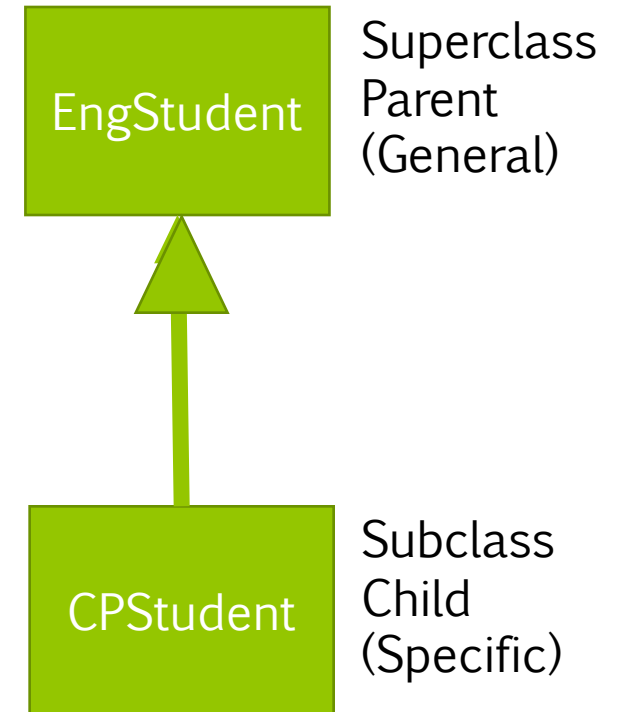 EngStudent
Superclass
Parent
(General)
CPStudent
Subclass
Child
(Specific)